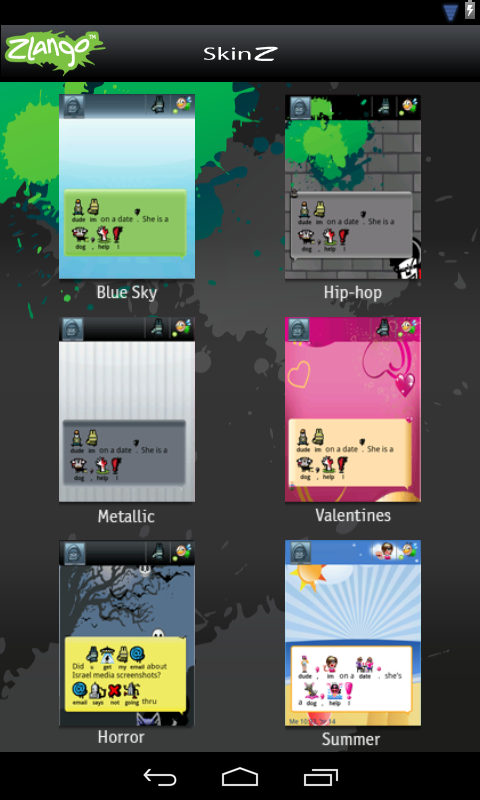 Zlango™
SkinZ
dude im on a date . She is a
dog , help !
Blue Sky
dude im on a date . She is a
dog , help !
Hip-hop
dude im on a date . She is a
dog , help !
Metallic
dude im on a date . She is a
dog , help !
Valentines
Did u get my email about
Israel media screenshots?
email says not going thru
Horror
dude , im on a date . she's
a dog , help !
Me
Summer